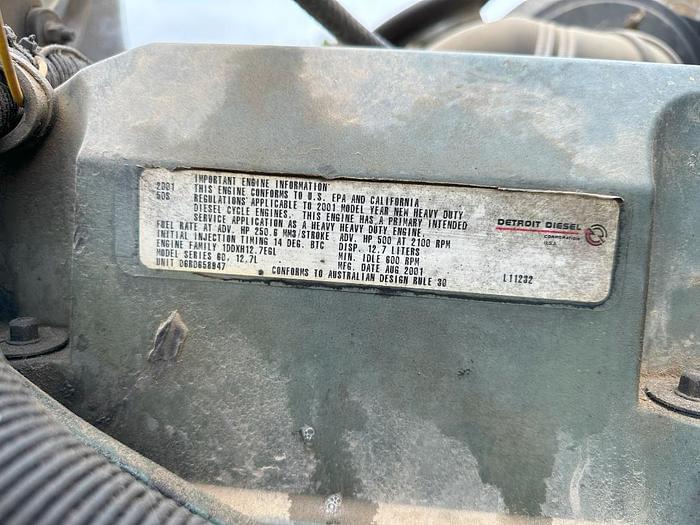 2001 IMPORTANT ENGINE INFORMATION
50S THIS ENGINE CONFORMS TO U.S. EPA AND CALIFORNIA
REGULATIONS APPLICABLE TO 2001 MODEL YEAR NEW HEAVY DUTY
DIESEL CYCLE ENGINES. THIS ENGINE HAS A PRIMARY INTENDED
SERVICE APPLICATION AS A HEAVY HEAVY DUTY ENGINE.
FUEL RATE AT ADV. HP 250.6 MM3/STROKE ADV. HP 500 AT 2100 RPM
INITIAL INJECTION TIMING 14 DEG. BTC DISP. 12.7 LITERS
ENGINE FAMILY 1DDXH12.7EGL MIN. IDLE 600 RPM
MODEL SERIES 60, 12.7L MFG. DATE AUG.2001
UNIT 06R0658947 CONFORMS TO AUSTRALIAN DESIGN RULE 30
DETROIT DIESEL
CORPORATION
U.S.A.
L11232